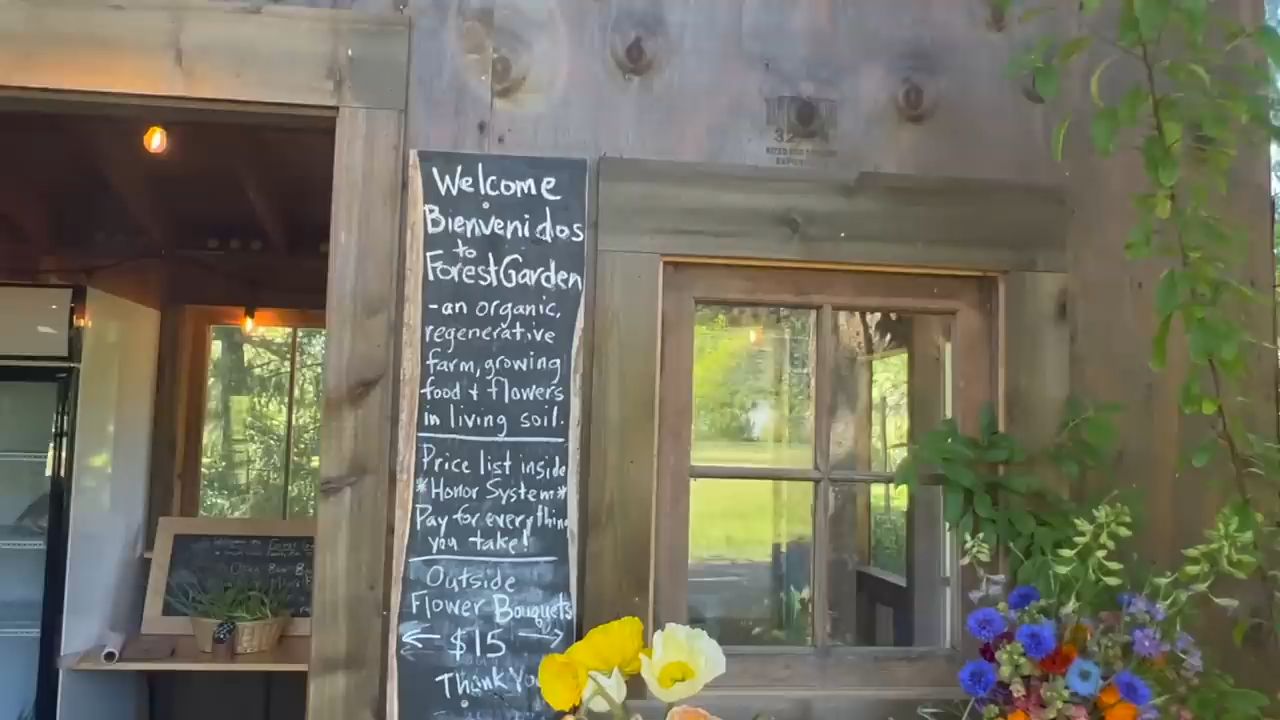 Welcome
Bienvenidos
to
ForestGarden
-an organic,
regenerative
farm, growing
food + flowers
in living soil.
Price list inside
*Honor System*
Pay for everything
you take!
Outside
Flower Bouquets
← $15 →
Thank You